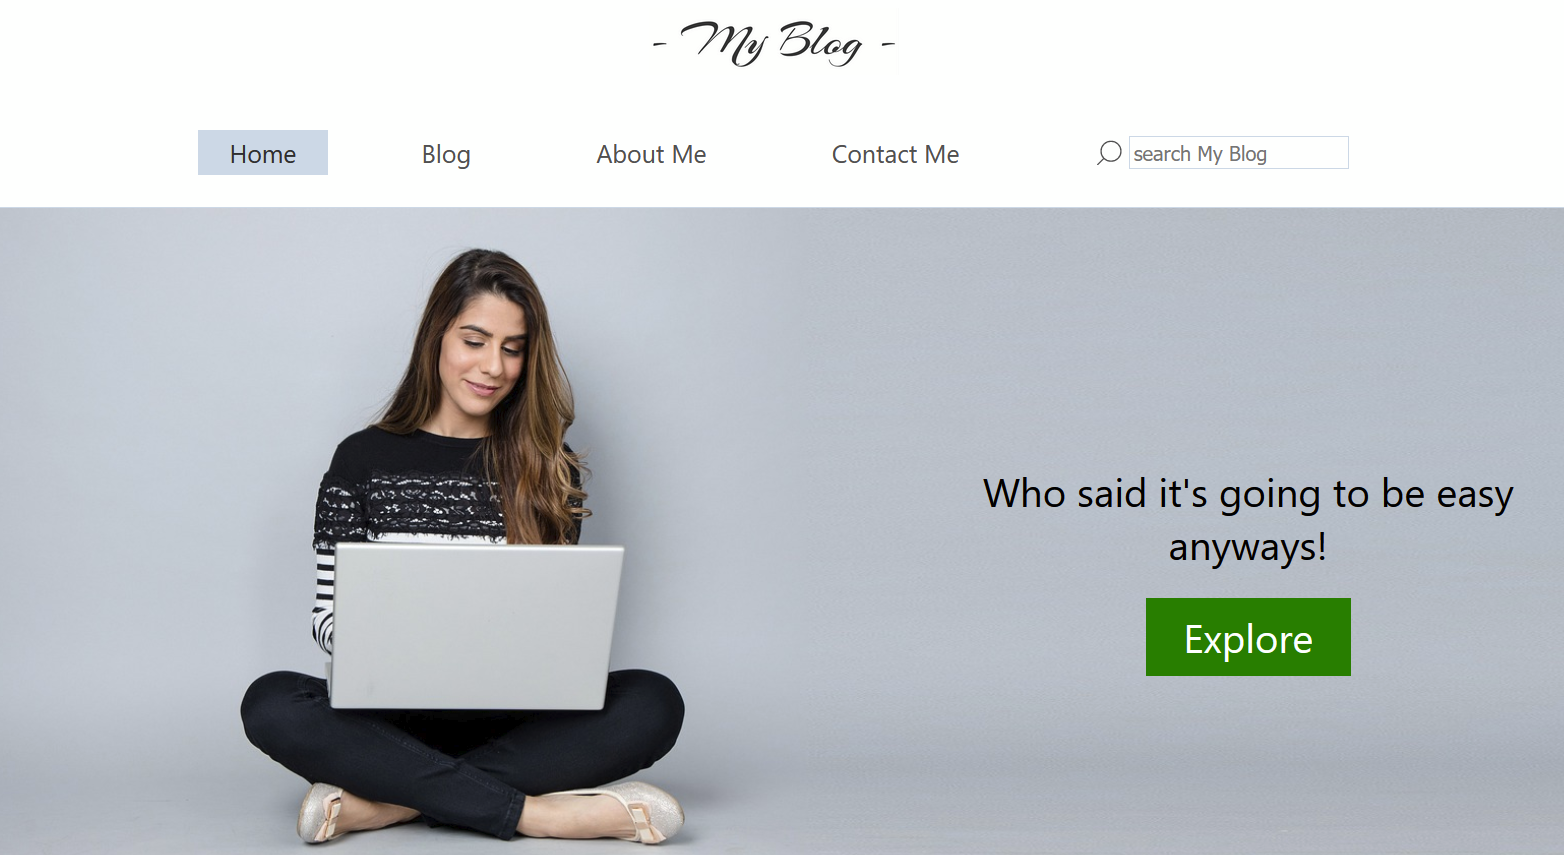 - My Blog -
Home
Blog
About Me
Contact Me
search My Blog
Who said it's going to be easy
anyways!
Explore